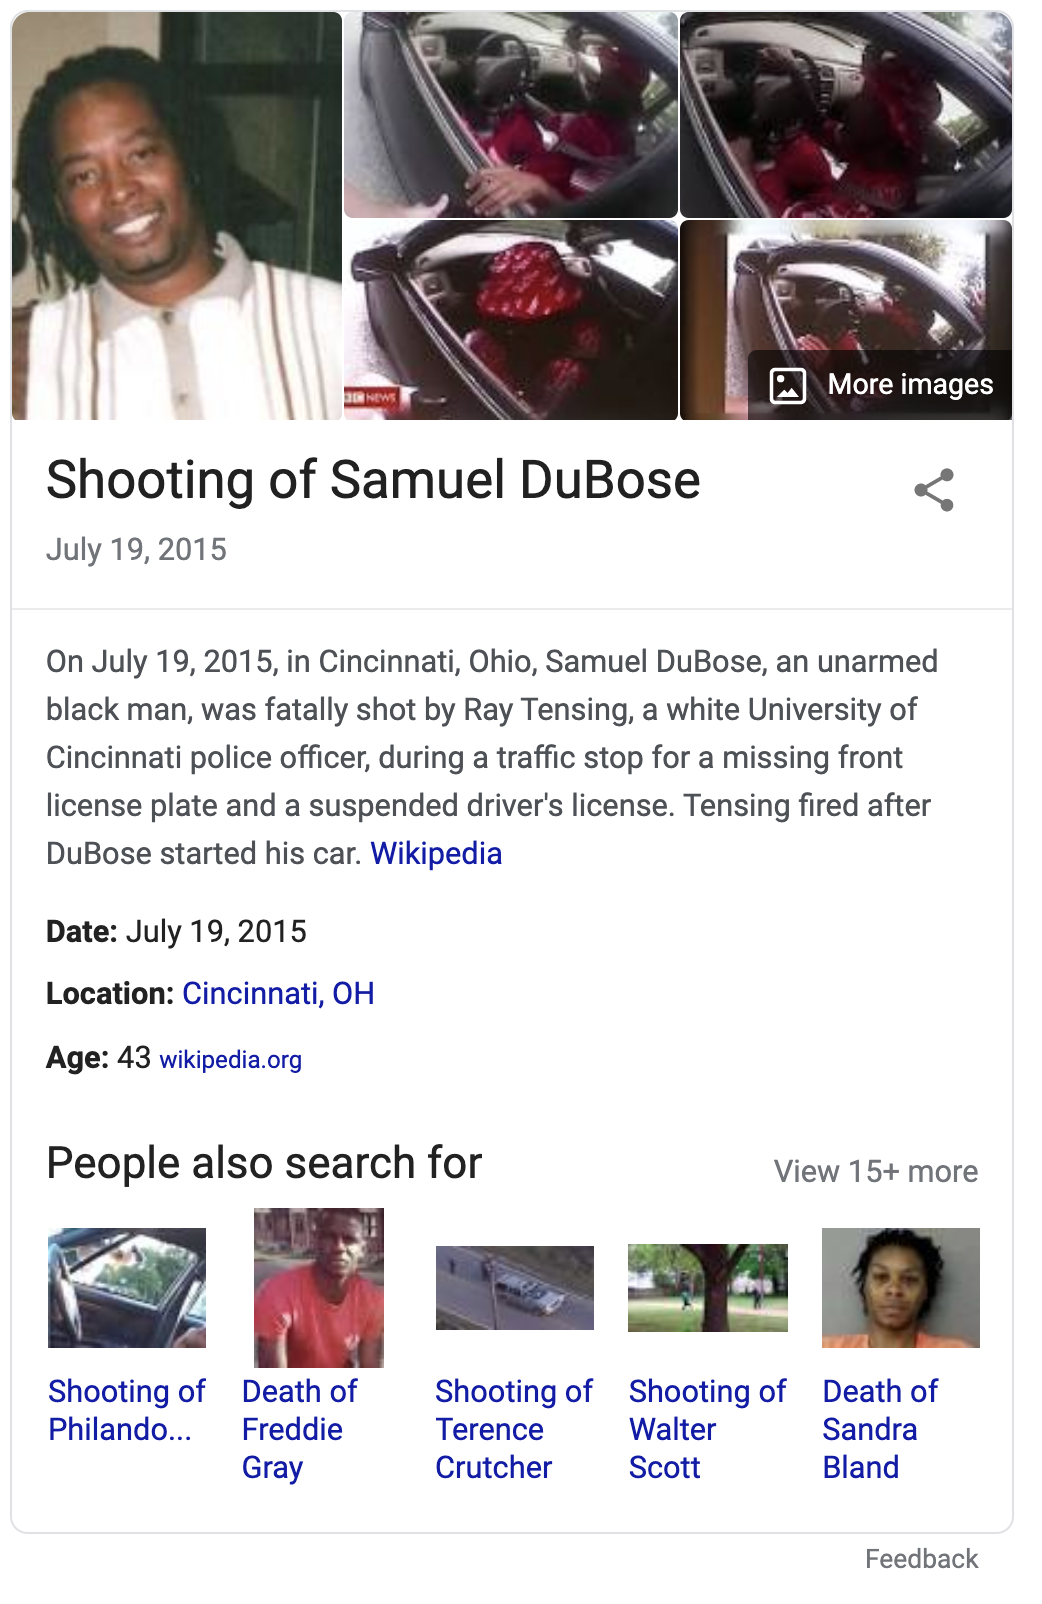 BBC NEWS
More images
Shooting of Samuel DuBose
July 19, 2015
On July 19, 2015, in Cincinnati, Ohio, Samuel DuBose, an unarmed
black man, was fatally shot by Ray Tensing, a white University of
Cincinnati police officer, during a traffic stop for a missing front
license plate and a suspended driver's license. Tensing fired after
DuBose started his car. Wikipedia
Date: July 19, 2015
Location: Cincinnati, OH
Age: 43 wikipedia.org
People also search for
View 15+ more
Shooting of
Philando...
Death of
Freddie
Gray
Shooting of
Terence
Crutcher
Shooting of
Walter
Scott
Death of
Sandra
Bland
Feedback